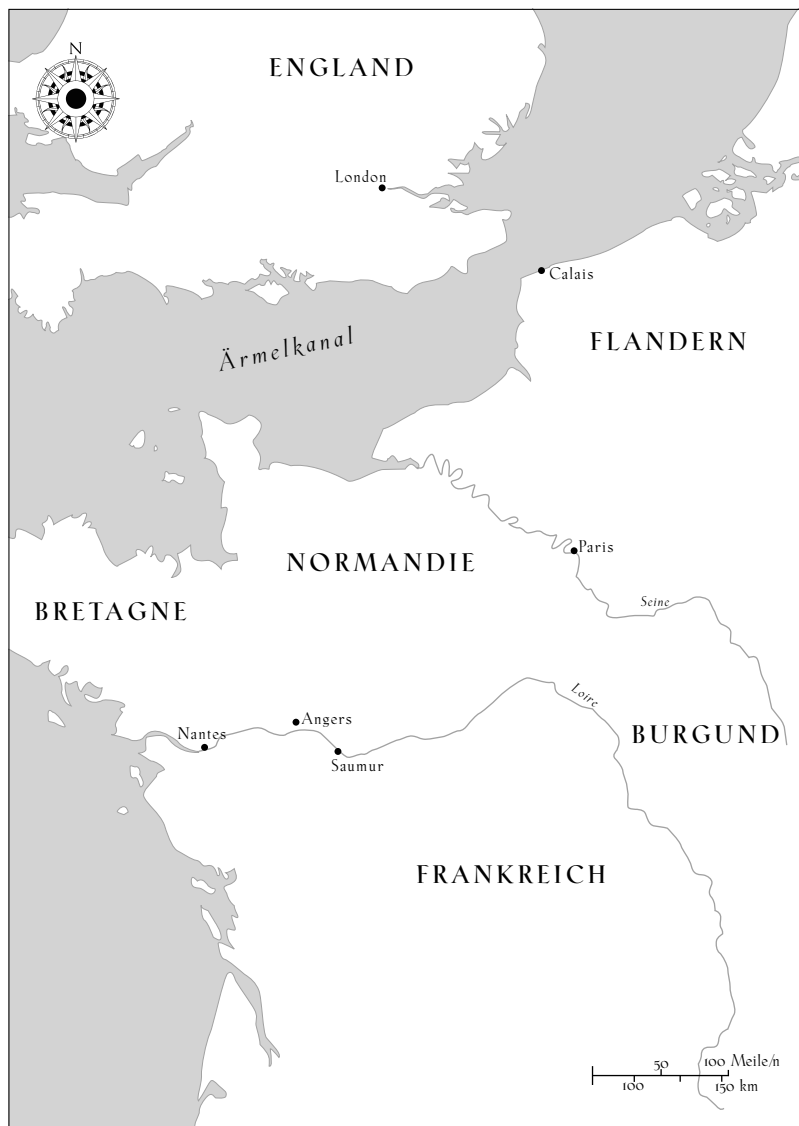 N
ENGLAND
London
Calais
FLANDERN
Ärmelkanal
Paris
NORMANDIE
Seine
BRETAGNE
Loire
Angers
Nantes
BURGUND
Saumur
FRANKREICH
50 100 Meile/n
100 150 km